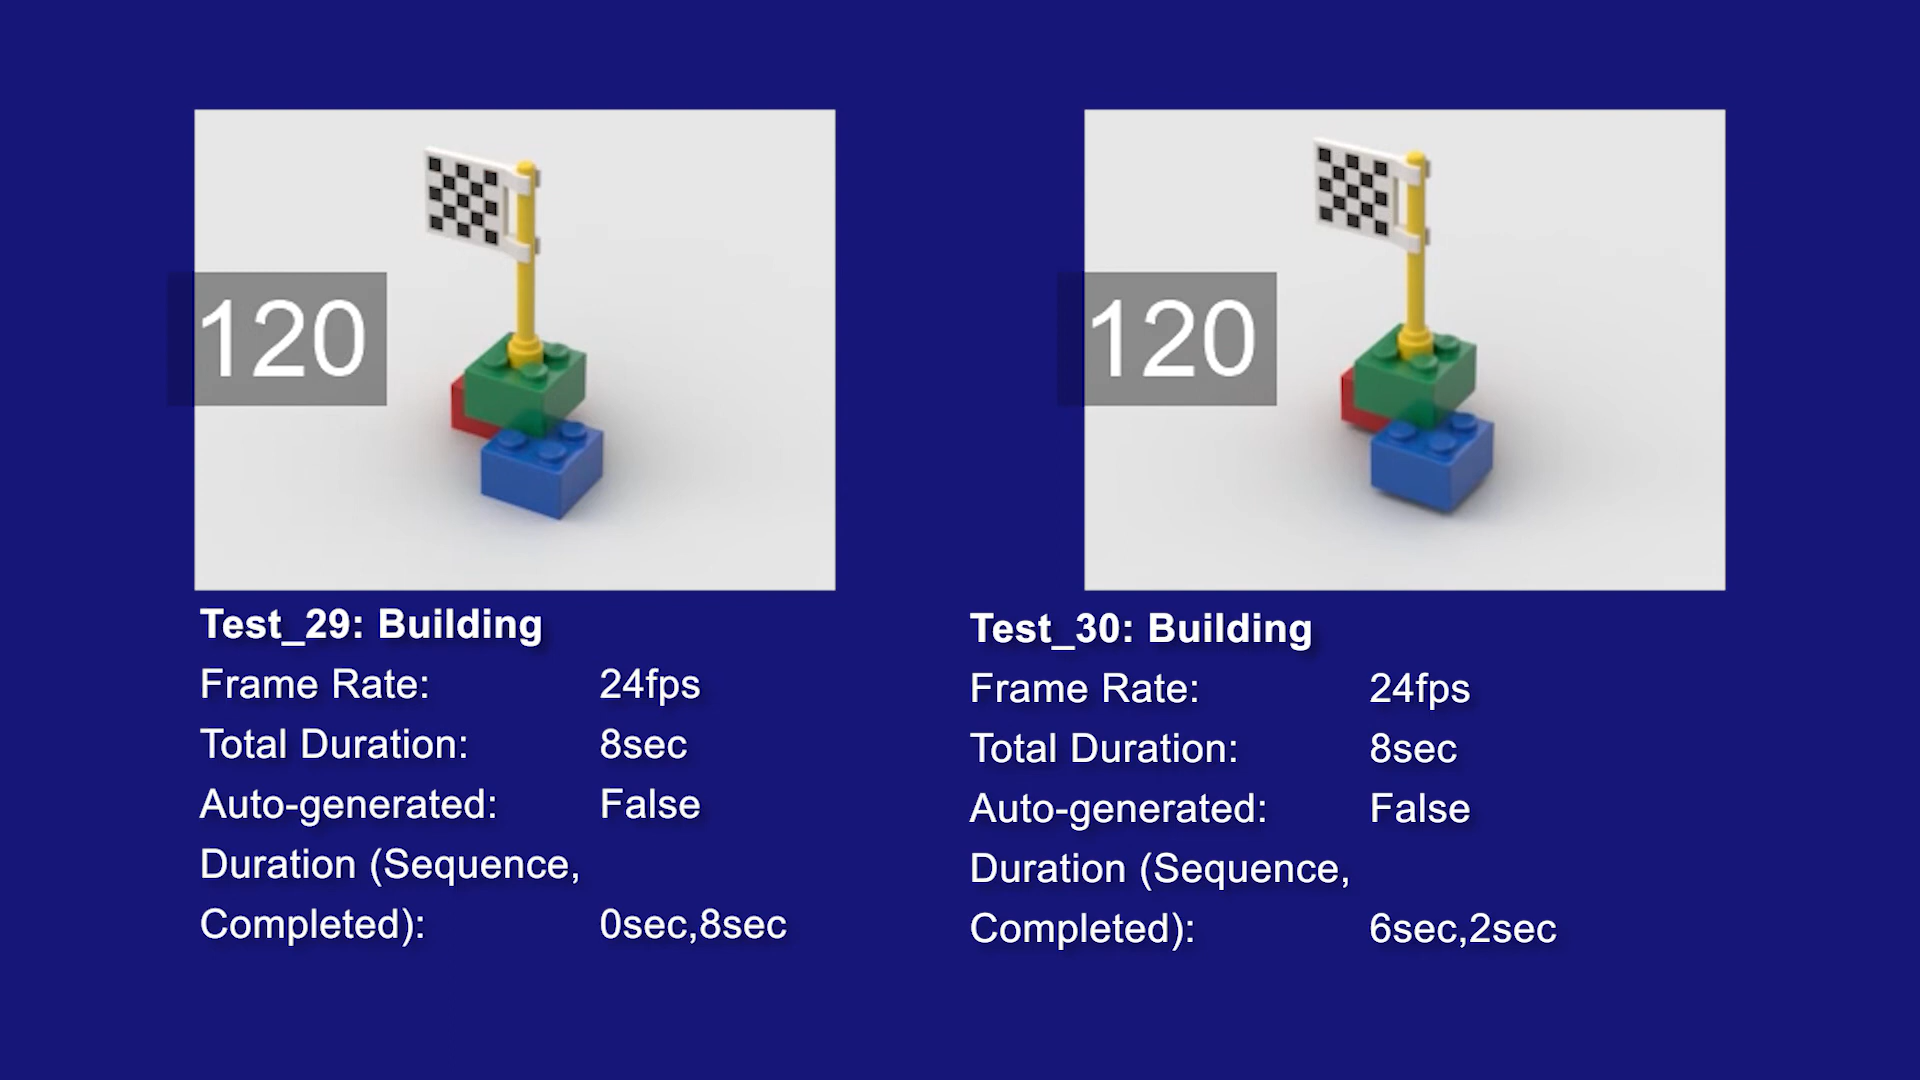 120
120
Test_29: Building
Frame Rate: 24fps
Total Duration: 8sec
Auto-generated: False
Duration (Sequence,
Completed): 0sec,8sec
Test_30: Building
Frame Rate: 24fps
Total Duration: 8sec
Auto-generated: False
Duration (Sequence,
Completed): 6sec,2sec